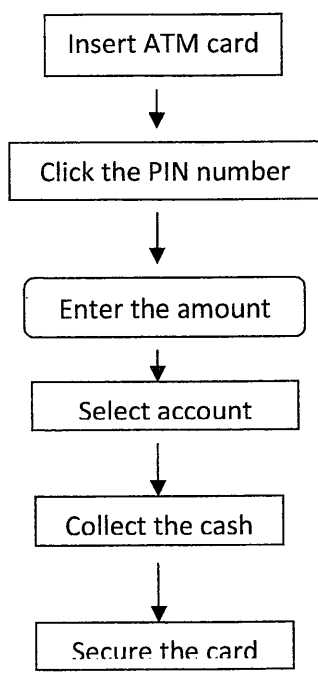 Insert ATM card
Click the PIN number
Enter the amount
Select account
Collect the cash
Secure the card